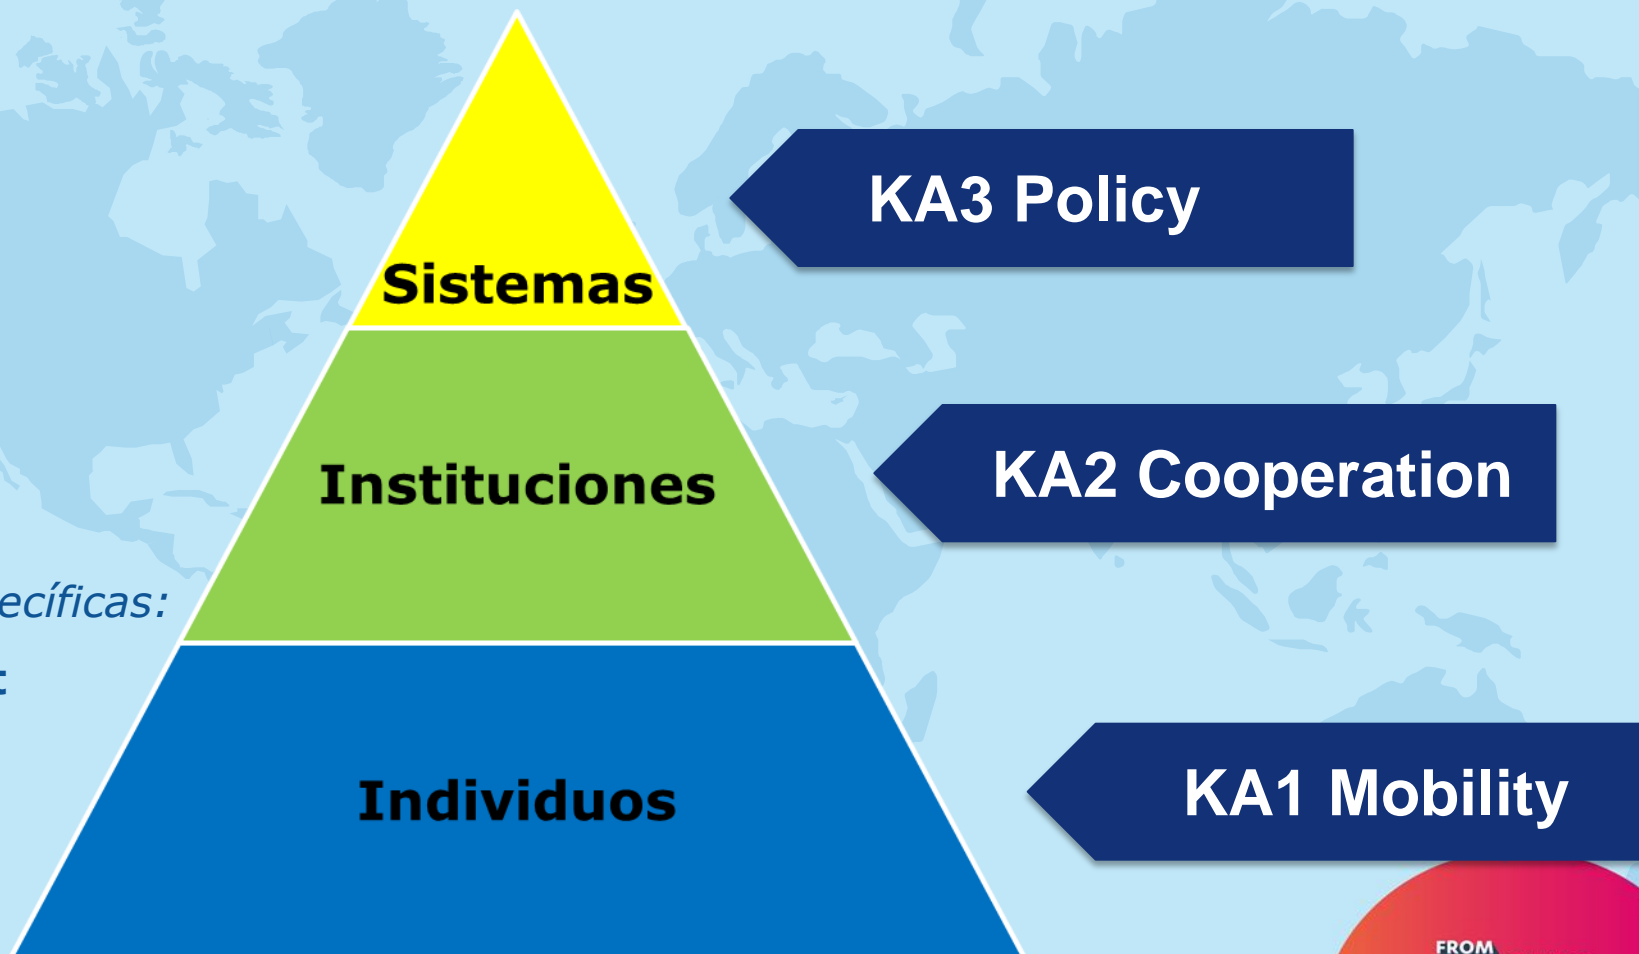 KA3 Policy
Sistemas
KA2 Cooperation
Instituciones
ecíficas:
KA1 Mobility
Individuos
FROM